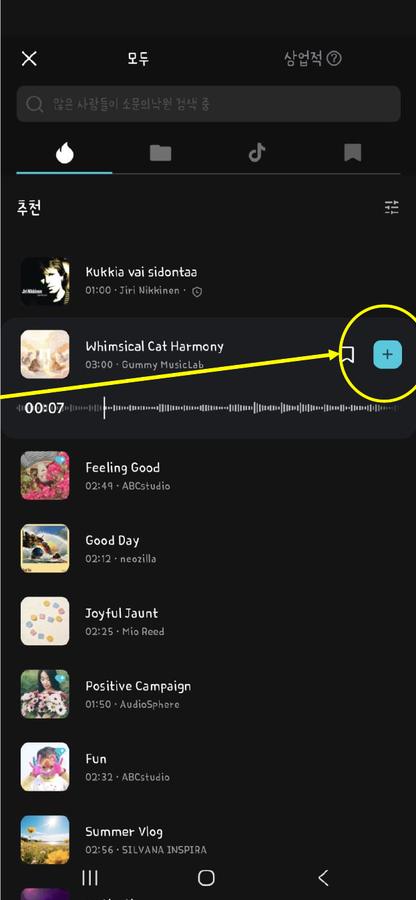 모두
상업적
많은 사람들이 소문의낙원 검색 중
추천
Kukkia vai sidontaa
01:00 · Jiri Nikkinen ·
Whimsical Cat Harmony
03:00 · Gummy MusicLab
00:07
Feeling Good
02:49 · ABCstudio
Good Day
02:12 · neozilla
Joyful Jaunt
02:25 · Mio Reed
Positive Campaign
01:50 · AudioSphere
Fun
02:32 · ABCstudio
Summer Vlog
02:56 · SILVANA INSPIRA